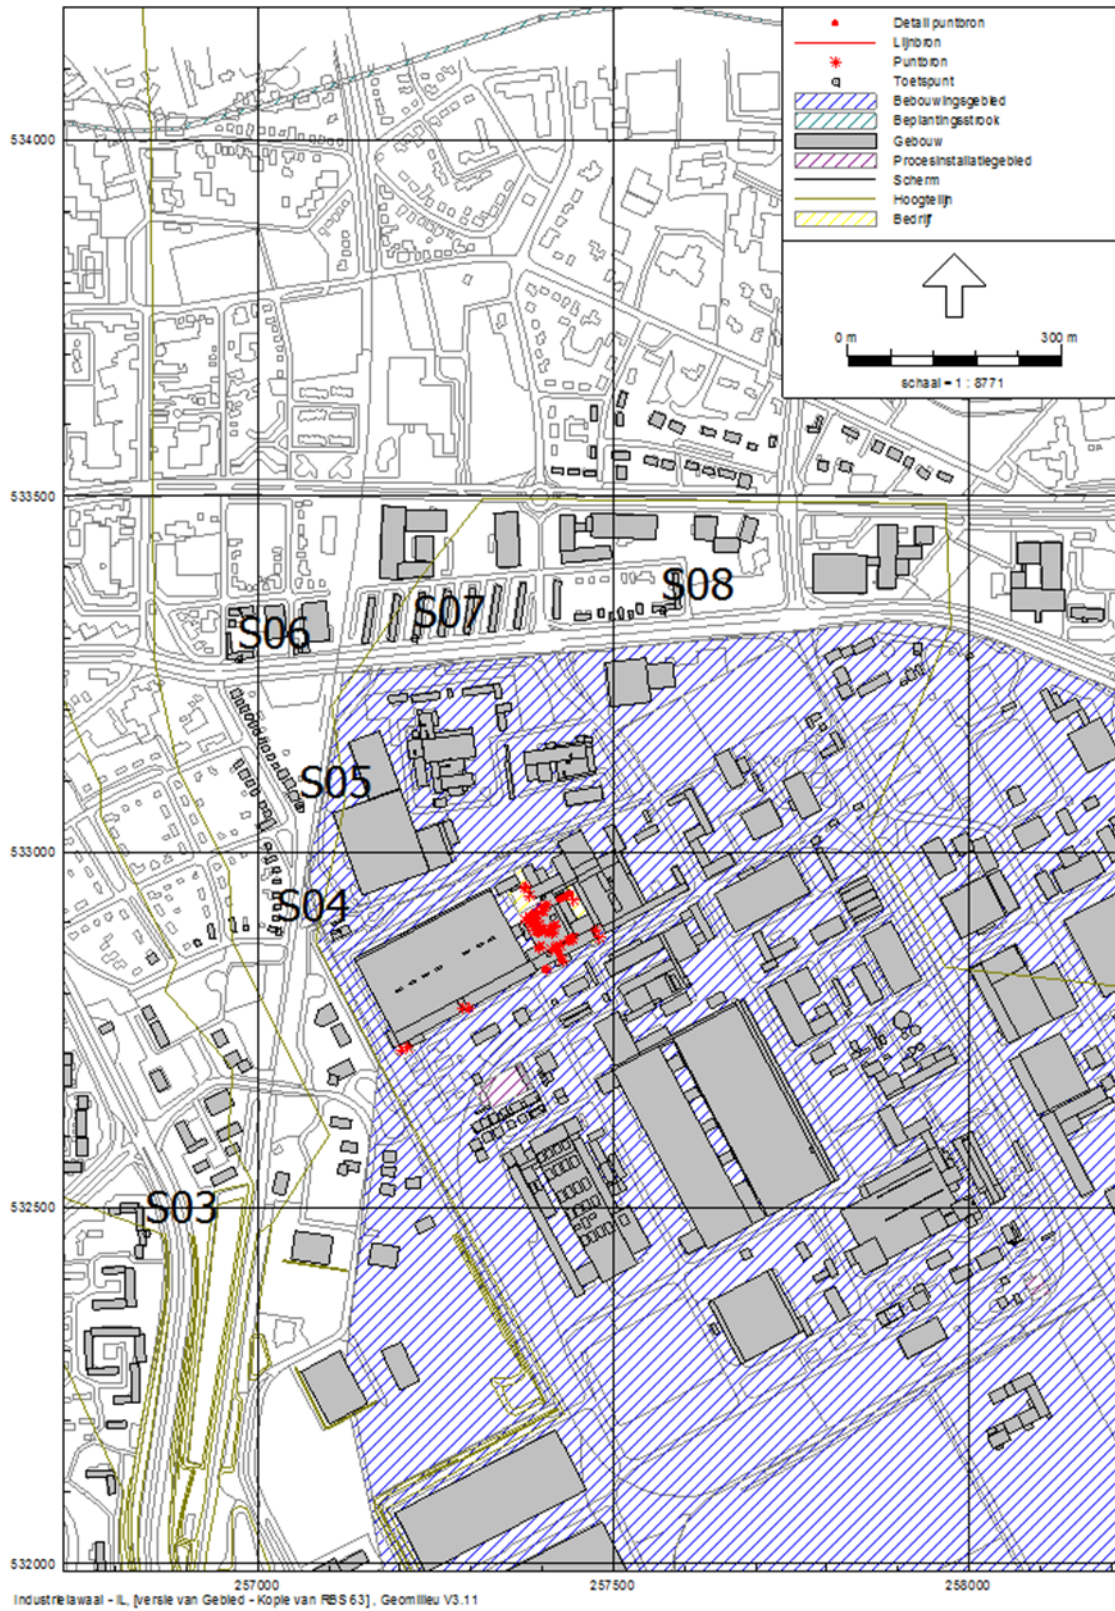 Detail puntbron
Lijnbron
Puntbron
Toetspunt
Bebouwingsgebied
Beplantingsstrook
Gebouw
Procesinstallatiegebied
Scherm
Hoogtelijn
Bedrijf
0 m 300 m
schaal = 1 : 8771
534000
533500
S08
S07
S06
S05
533000
S04
532500
S03
532000
257000 257500 258000
Industrielawaai - IL, [versie van Gebied - Kopie van RBS 63] , Geomilieu V3.11